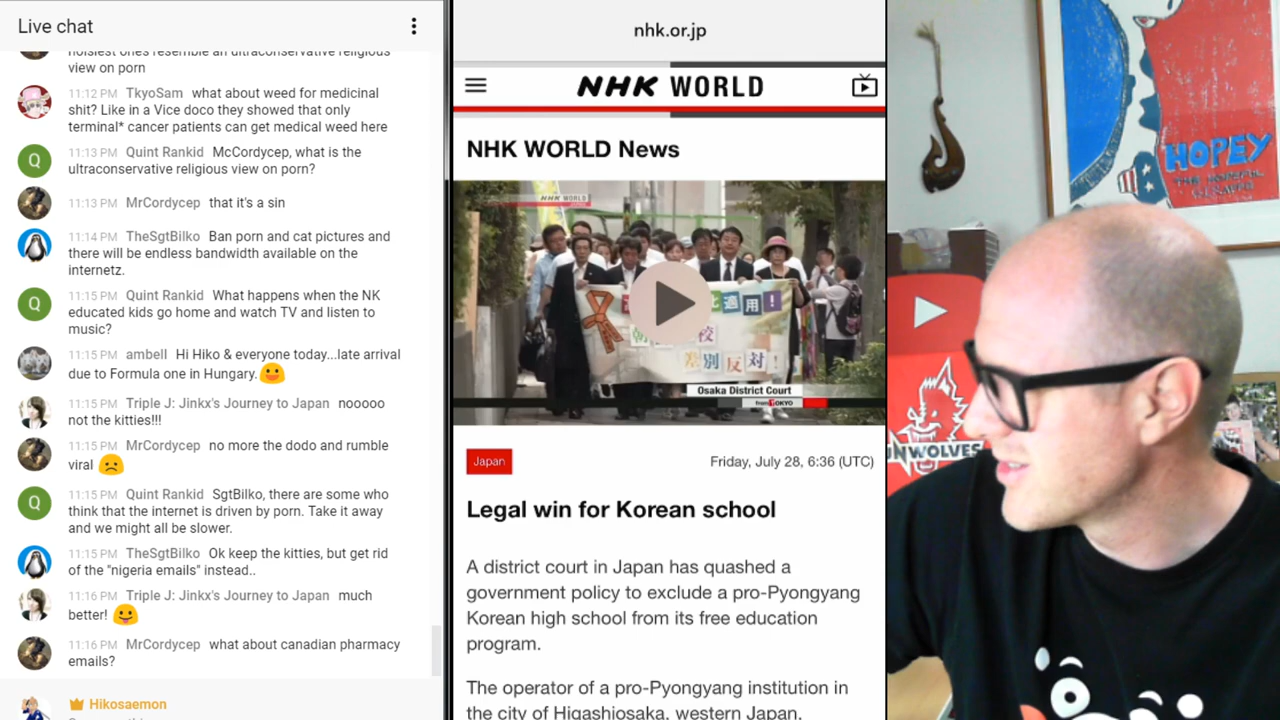 Live chat
noisiest ones resemble an ultraconservative religious
view on porn
11:12 PM TkyoSam what about weed for medicinal
shit? Like in a Vice doco they showed that only
terminal* cancer patients can get medical weed here
Q
11:13 PM Quint Rankid McCordycep, what is the
ultraconservative religious view on porn?
11:13 PM MrCordycep that it's a sin
11:14 PM TheSgtBilko Ban porn and cat pictures and
there will be endless bandwidth available on the
internetz.
Q
11:15 PM Quint Rankid What happens when the NK
educated kids go home and watch TV and listen to
music?
11:15 PM ambell Hi Hiko & everyone today...late arrival
due to Formula one in Hungary.
11:15 PM Triple J: Jinkx's Journey to Japan nooooo
not the kitties!!!
11:15 PM MrCordycep no more the dodo and rumble
viral
Q
11:15 PM Quint Rankid SgtBilko, there are some who
think that the internet is driven by porn. Take it away
and we might all be slower.
11:15 PM TheSgtBilko Ok keep the kitties, but get rid
of the "nigeria emails" instead..
11:16 PM Triple J: Jinkx's Journey to Japan much
better!
11:16 PM MrCordycep what about canadian pharmacy
emails?
Hikosaemon
nhk.or.jp
NHK WORLD
NHK WORLD News
NHK WORLD
化適用!
校
差別反対!
Osaka District Court
from TOKYO
Japan
Friday, July 28, 6:36 (UTC)
Legal win for Korean school
A district court in Japan has quashed a
government policy to exclude a pro-Pyongyang
Korean high school from its free education
program.
The operator of a pro-Pyongyang institution in
the city of Higashiosaka, western Japan,
HOPEY
UNWOLVES